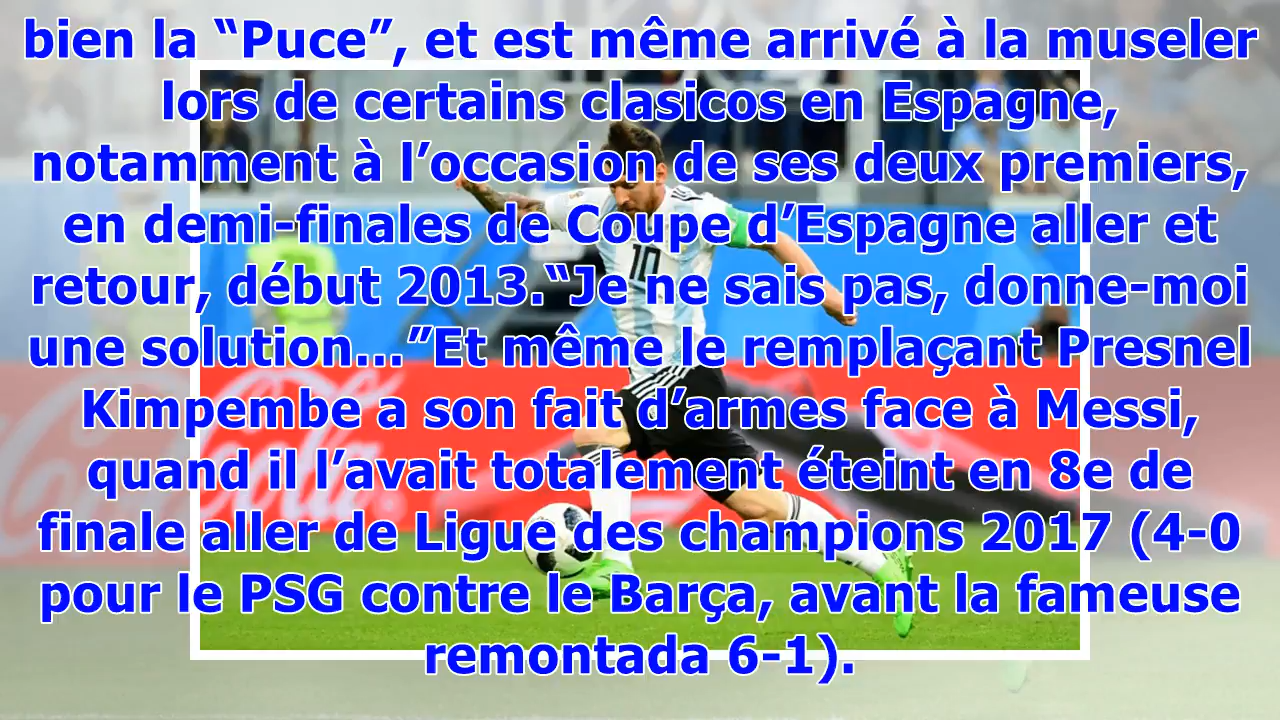 bien la “Puce”, et est même arrivé à la museler
lors de certains clasicos en Espagne,
notamment à l’occasion de ses deux premiers,
en demi-finales de Coupe d’Espagne aller et
retour, début 2013.“Je ne sais pas, donne-moi
une solution...”Et même le remplaçant Presnel
Kimpembe a son fait d’armes face à Messi,
quand il l’avait totalement éteint en 8e de
finale aller de Ligue des champions 2017 (4-0
pour le PSG contre le Barça, avant la fameuse
remontada 6-1).
10
Coca-Cola